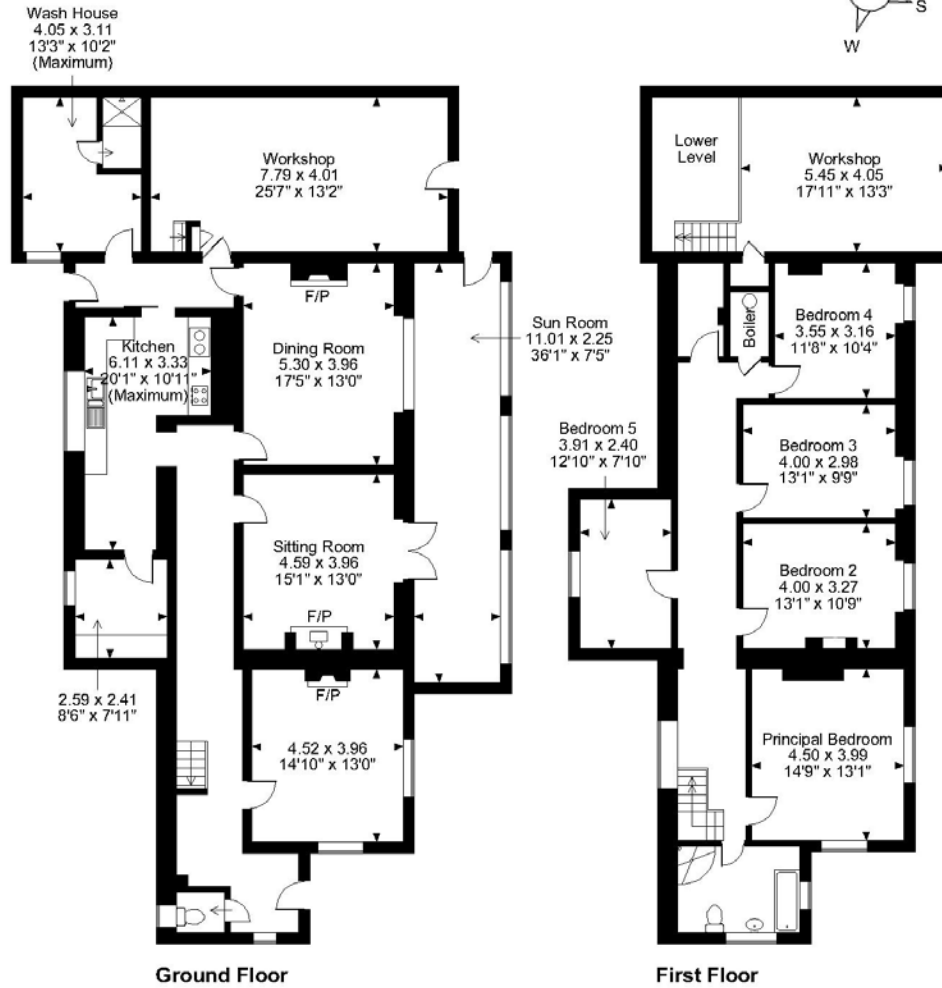 S
W
Wash House
4.05 x 3.11
13'3" x 10'2"
(Maximum)
Workshop
7.79 x 4.01
25'7" x 13'2"
F/P
Kitchen
6.11 x 3.33
20'1" x 10'11"
(Maximum)
Dining Room
5.30 x 3.96
17'5" x 13'0"
Sun Room
11.01 x 2.25
36'1" x 7'5"
Sitting Room
4.59 x 3.96
15'1" x 13'0"
F/P
F/P
2.59 x 2.41
8'6" x 7'11"
4.52 x 3.96
14'10" x 13'0"
Ground Floor
Lower
Level
Workshop
5.45 x 4.05
17'11" x 13'3"
Boiler
Bedroom 4
3.55 x 3.16
11'8" x 10'4"
Bedroom 5
3.91 x 2.40
12'10" x 7'10"
Bedroom 3
4.00 x 2.98
13'1" x 9'9"
Bedroom 2
4.00 x 3.27
13'1" x 10'9"
Principal Bedroom
4.50 x 3.99
14'9" x 13'1"
First Floor